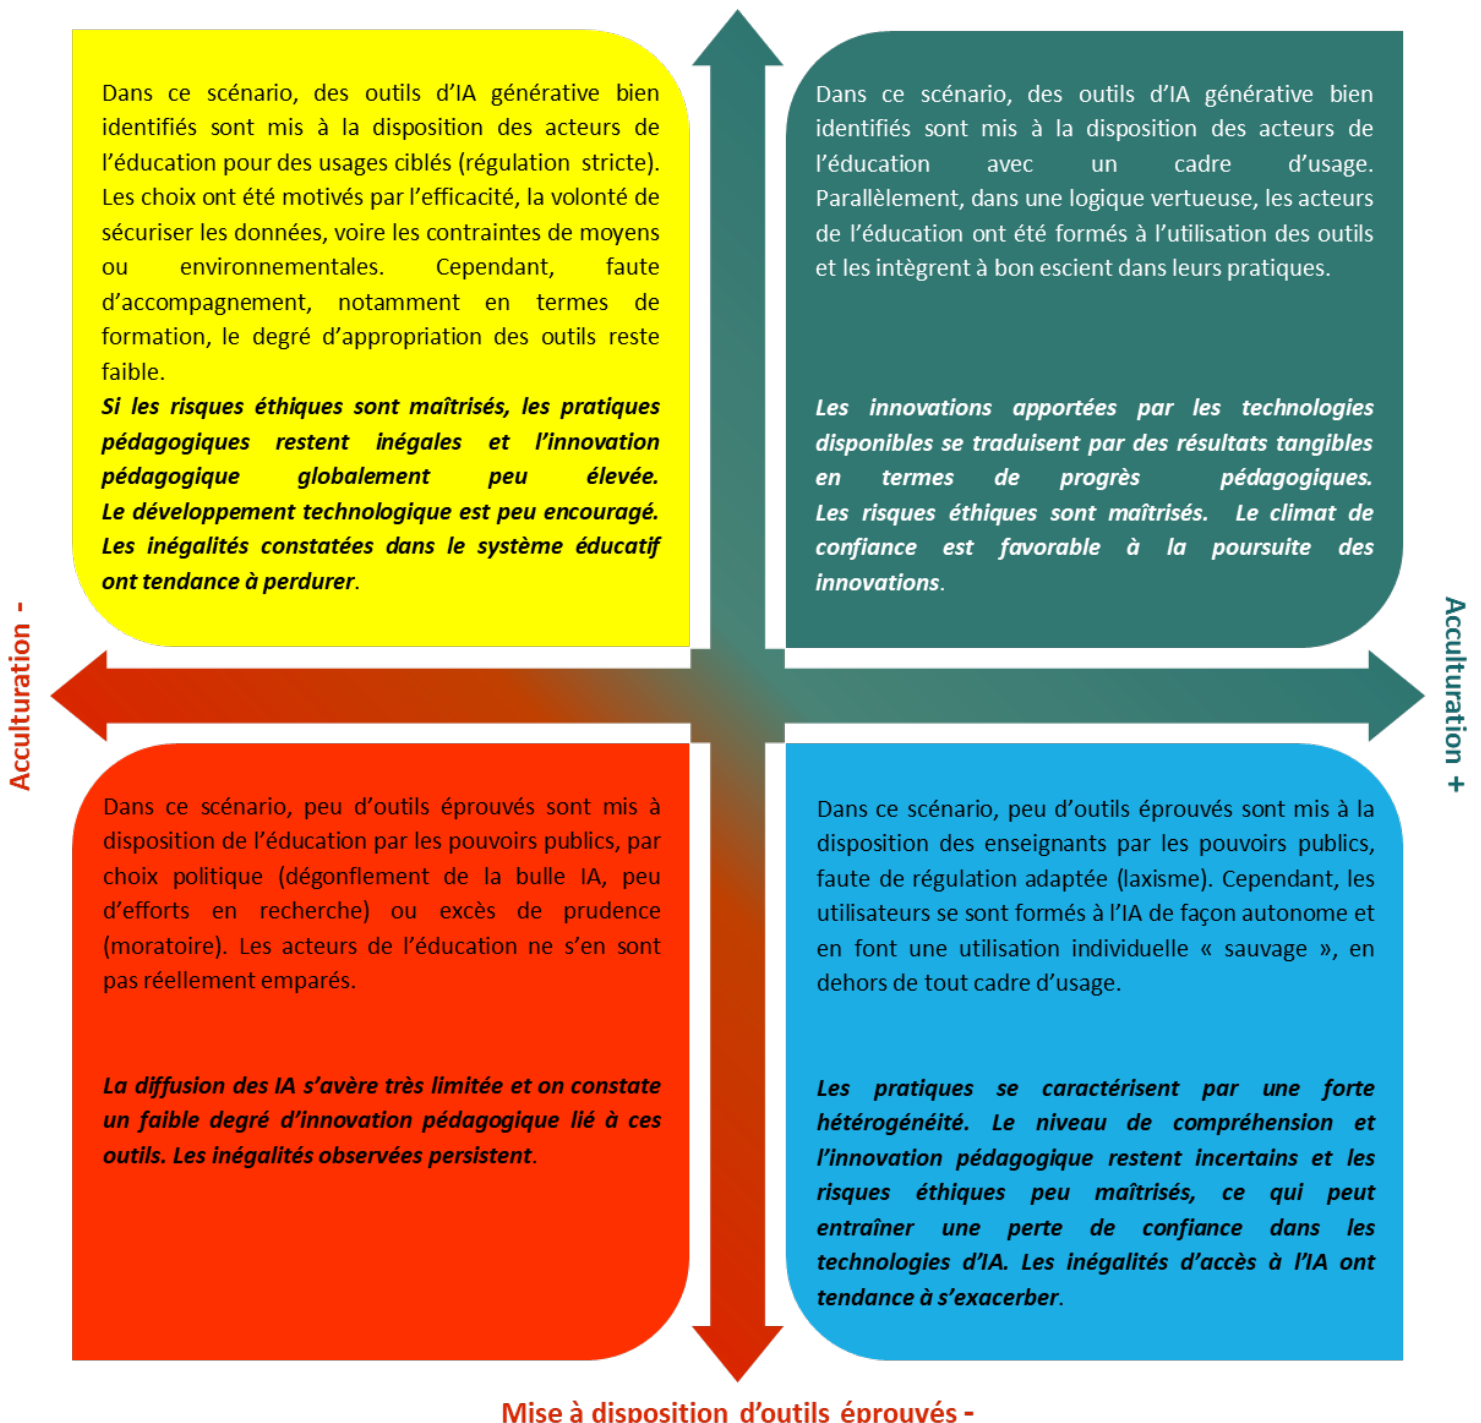 Dans ce scénario, des outils d’IA générative bien
identifiés sont mis à la disposition des acteurs de
l’éducation pour des usages ciblés (régulation stricte).
Les choix ont été motivés par l’efficacité, la volonté de
sécuriser les données, voire les contraintes de moyens
ou environnementales. Cependant, faute
d’accompagnement, notamment en termes de
formation, le degré d’appropriation des outils reste
faible.
Si les risques éthiques sont maîtrisés, les pratiques
pédagogiques restent inégales et l’innovation
pédagogique globalement peu élevée.
Le développement technologique est peu encouragé.
Les inégalités constatées dans le système éducatif
ont tendance à perdurer.
Dans ce scénario, des outils d’IA générative bien
identifiés sont mis à la disposition des acteurs de
l’éducation avec un cadre d’usage.
Parallèlement, dans une logique vertueuse, les acteurs
de l’éducation ont été formés à l’utilisation des outils
et les intègrent à bon escient dans leurs pratiques.
Les innovations apportées par les technologies
disponibles se traduisent par des résultats tangibles
en termes de progrès pédagogiques.
Les risques éthiques sont maîtrisés. Le climat de
confiance est favorable à la poursuite des
innovations.
Acculturation -
Acculturation +
Dans ce scénario, peu d’outils éprouvés sont mis à
disposition de l’éducation par les pouvoirs publics, par
choix politique (dégonflement de la bulle IA, peu
d’efforts en recherche) ou excès de prudence
(moratoire). Les acteurs de l’éducation ne s’en sont
pas réellement emparés.
La diffusion des IA s’avère très limitée et on constate
un faible degré d’innovation pédagogique lié à ces
outils. Les inégalités observées persistent.
Dans ce scénario, peu d’outils éprouvés sont mis à la
disposition des enseignants par les pouvoirs publics,
faute de régulation adaptée (laxisme). Cependant, les
utilisateurs se sont formés à l’IA de façon autonome et
en font une utilisation individuelle « sauvage », en
dehors de tout cadre d’usage.
Les pratiques se caractérisent par une forte
hétérogénéité. Le niveau de compréhension et
l’innovation pédagogique restent incertains et les
risques éthiques peu maîtrisés, ce qui peut
entraîner une perte de confiance dans les
technologies d’IA. Les inégalités d’accès à l’IA ont
tendance à s’exacerber.
Mise à disposition d’outils éprouvés -